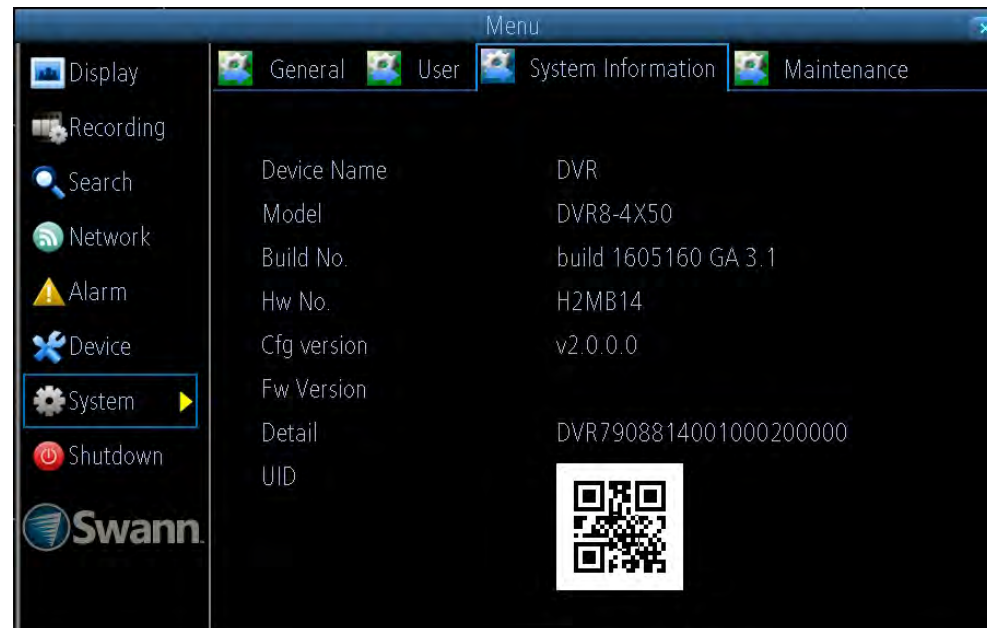 Menu
Display
Recording
Search
Network
Alarm
Device
System
Shutdown
Swann
General User System Information Maintenance
Device Name DVR
Model DVR8-4X50
Build No. build 1605160 GA 3.1
Hw No. H2MB14
Cfg version v2.0.0.0
Fw Version
Detail DVR7908814001000200000
UID